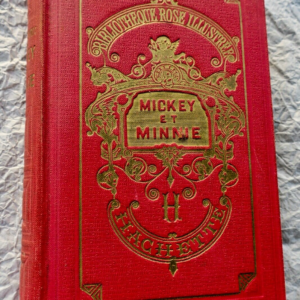 BIBLIOTHÈQUE ROSE ILLUSTRÉE
MICKEY
ET
MINNIE
H
HACHETTE